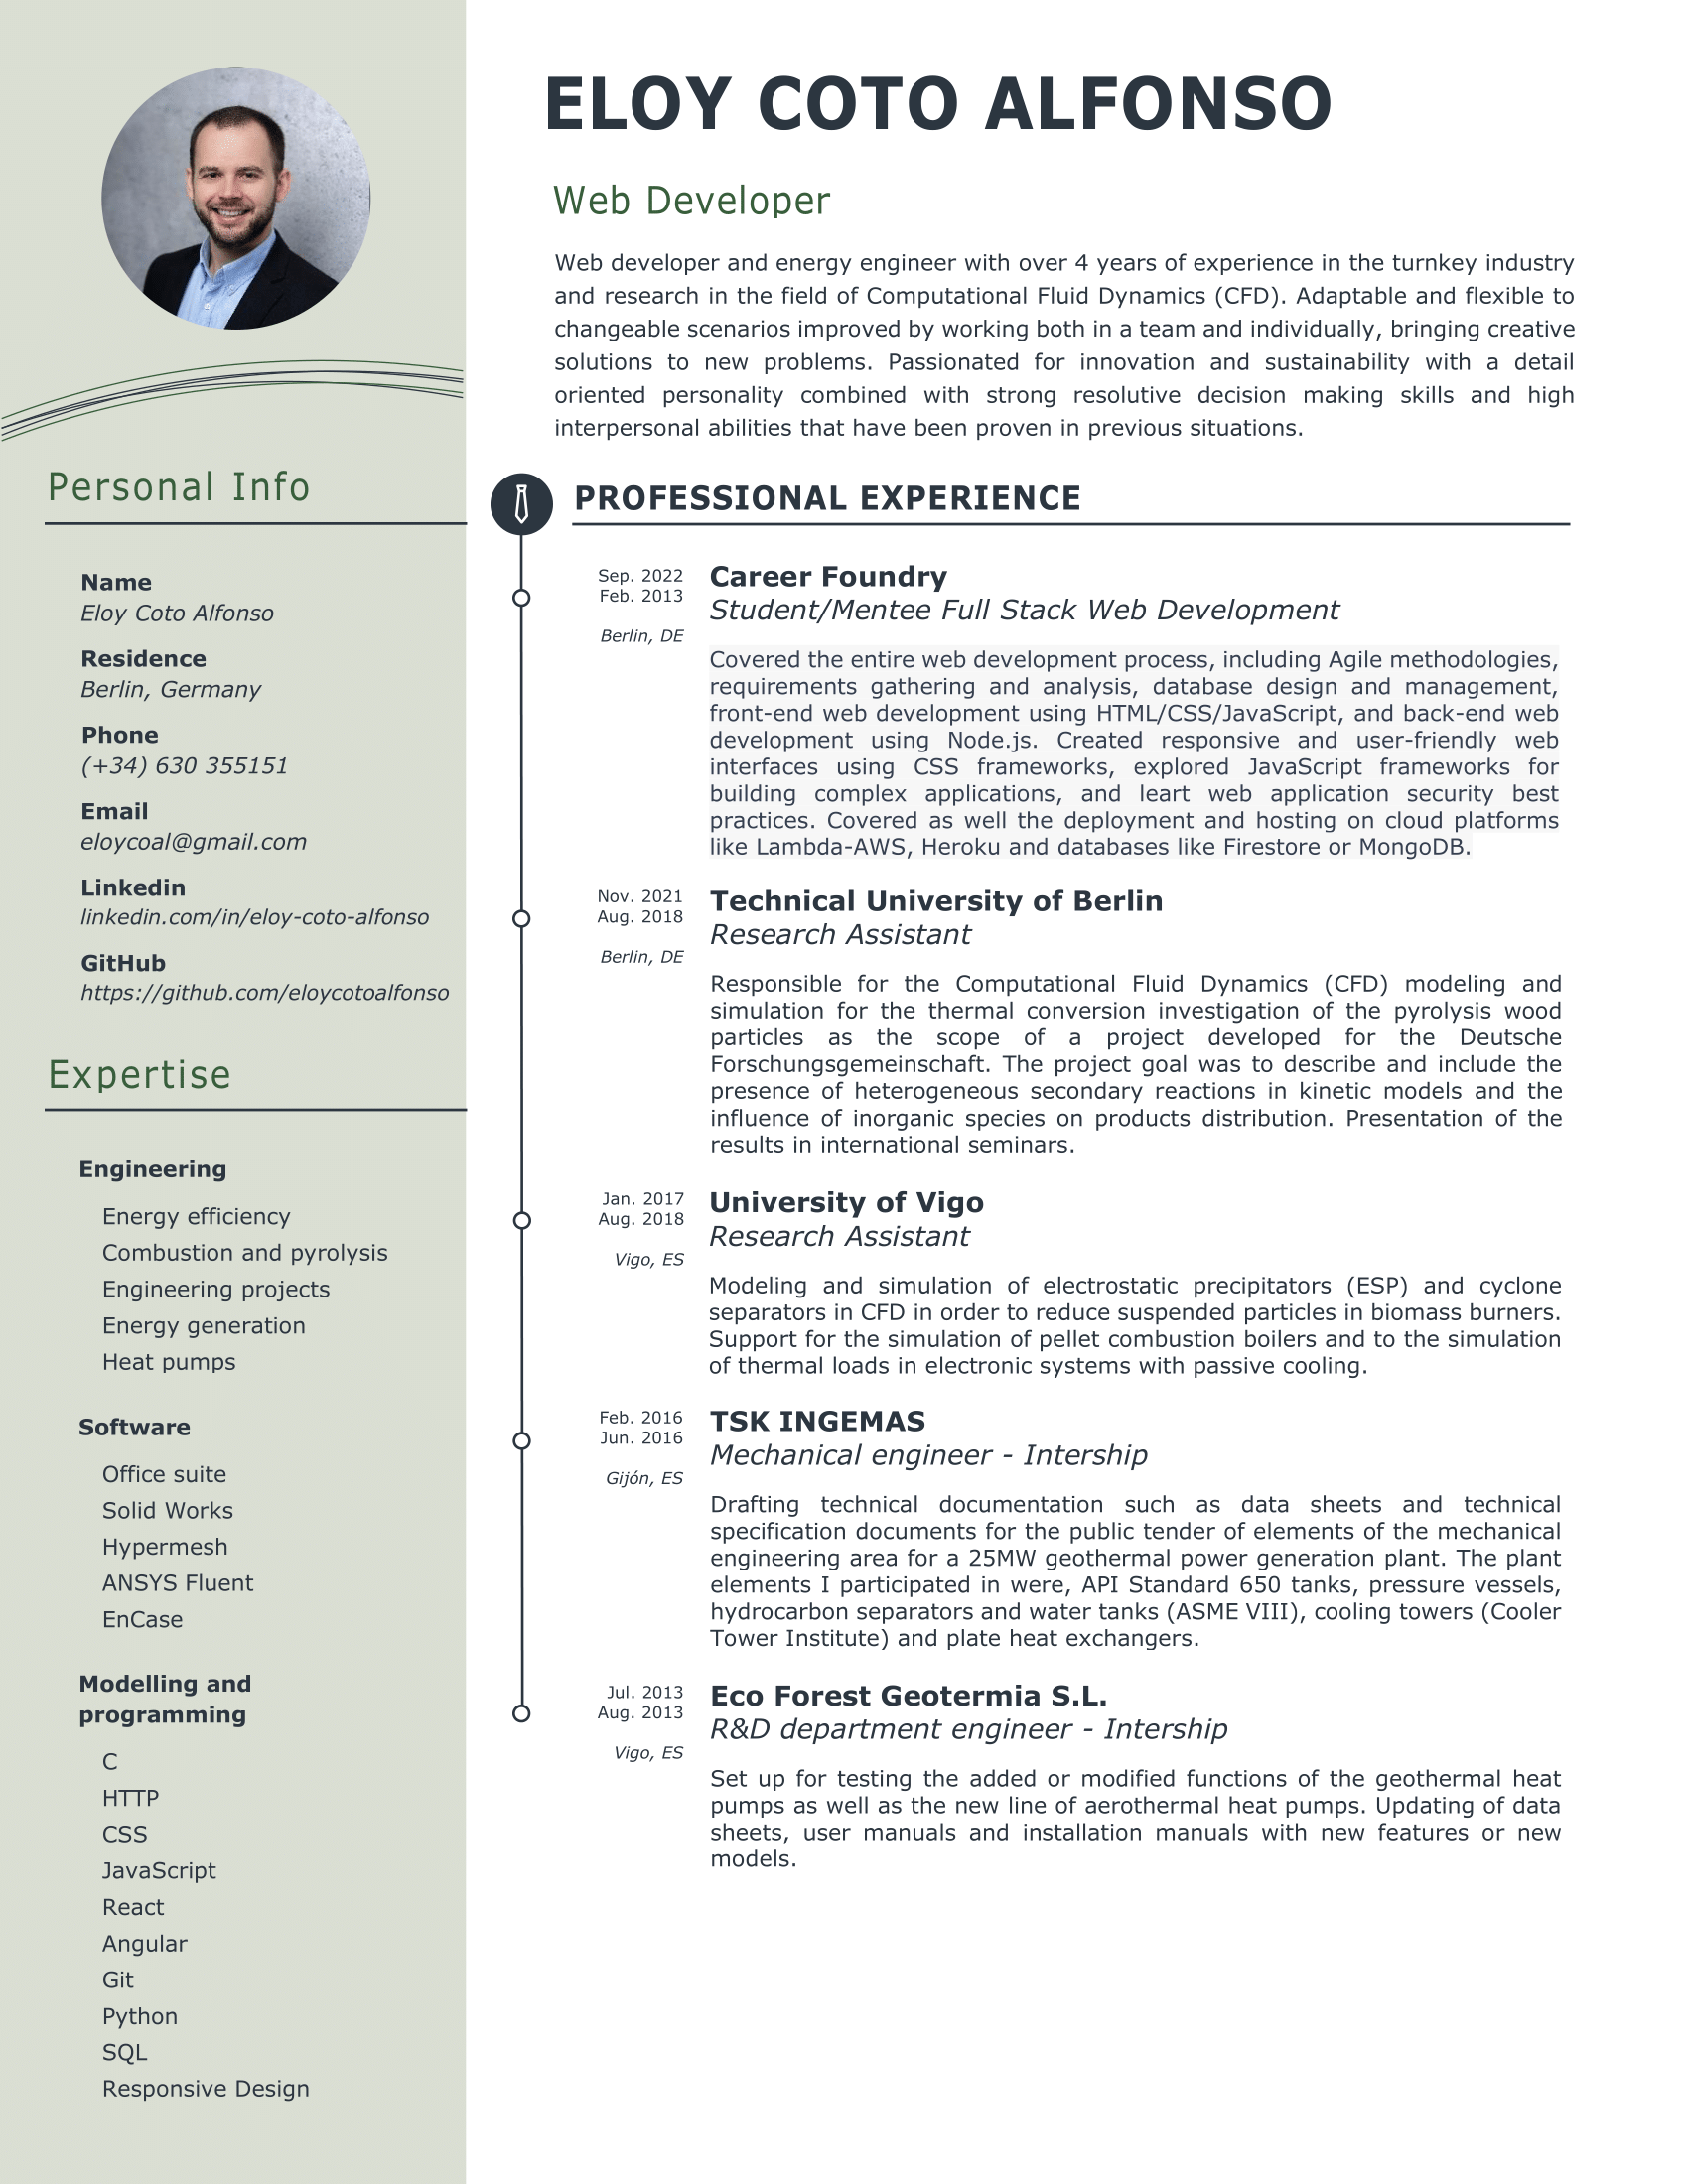 ELOY COTO ALFONSO
Web Developer
Web developer and energy engineer with over 4 years of experience in the turnkey industry
and research in the field of Computational Fluid Dynamics (CFD). Adaptable and flexible to
changeable scenarios improved by working both in a team and individually, bringing creative
solutions to new problems. Passionated for innovation and sustainability with a detail
oriented personality combined with strong resolutive decision making skills and high
interpersonal abilities that have been proven in previous situations.
Personal Info
Name
Eloy Coto Alfonso
Residence
Berlin, Germany
Phone
(+34) 630 355151
Email
eloycoal@gmail.com
Linkedin
linkedin.com/in/eloy-coto-alfonso
GitHub
https://github.com/eloycotoalfonso
Expertise
Engineering
Energy efficiency
Combustion and pyrolysis
Engineering projects
Energy generation
Heat pumps
Software
Office suite
Solid Works
Hypermesh
ANSYS Fluent
EnCase
Modelling and
programming
C
HTTP
CSS
JavaScript
React
Angular
Git
Python
SQL
Responsive Design
PROFESSIONAL EXPERIENCE
Sep. 2022
Feb. 2013
Berlin, DE
Career Foundry
Student/Mentee Full Stack Web Development
Covered the entire web development process, including Agile methodologies,
requirements gathering and analysis, database design and management,
front-end web development using HTML/CSS/JavaScript, and back-end web
development using Node.js. Created responsive and user-friendly web
interfaces using CSS frameworks, explored JavaScript frameworks for
building complex applications, and leart web application security best
practices. Covered as well the deployment and hosting on cloud platforms
like Lambda-AWS, Heroku and databases like Firestore or MongoDB.
Nov. 2021
Aug. 2018
Berlin, DE
Technical University of Berlin
Research Assistant
Responsible for the Computational Fluid Dynamics (CFD) modeling and
simulation for the thermal conversion investigation of the pyrolysis wood
particles as the scope of a project developed for the Deutsche
Forschungsgemeinschaft. The project goal was to describe and include the
presence of heterogeneous secondary reactions in kinetic models and the
influence of inorganic species on products distribution. Presentation of the
results in international seminars.
Jan. 2017
Aug. 2018
Vigo, ES
University of Vigo
Research Assistant
Modeling and simulation of electrostatic precipitators (ESP) and cyclone
separators in CFD in order to reduce suspended particles in biomass burners.
Support for the simulation of pellet combustion boilers and to the simulation
of thermal loads in electronic systems with passive cooling.
Feb. 2016
Jun. 2016
Gijón, ES
TSK INGEMAS
Mechanical engineer - Intership
Drafting technical documentation such as data sheets and technical
specification documents for the public tender of elements of the mechanical
engineering area for a 25MW geothermal power generation plant. The plant
elements I participated in were, API Standard 650 tanks, pressure vessels,
hydrocarbon separators and water tanks (ASME VIII), cooling towers (Cooler
Tower Institute) and plate heat exchangers.
Jul. 2013
Aug. 2013
Vigo, ES
Eco Forest Geotermia S.L.
R&D department engineer - Intership
Set up for testing the added or modified functions of the geothermal heat
pumps as well as the new line of aerothermal heat pumps. Updating of data
sheets, user manuals and installation manuals with new features or new
models.